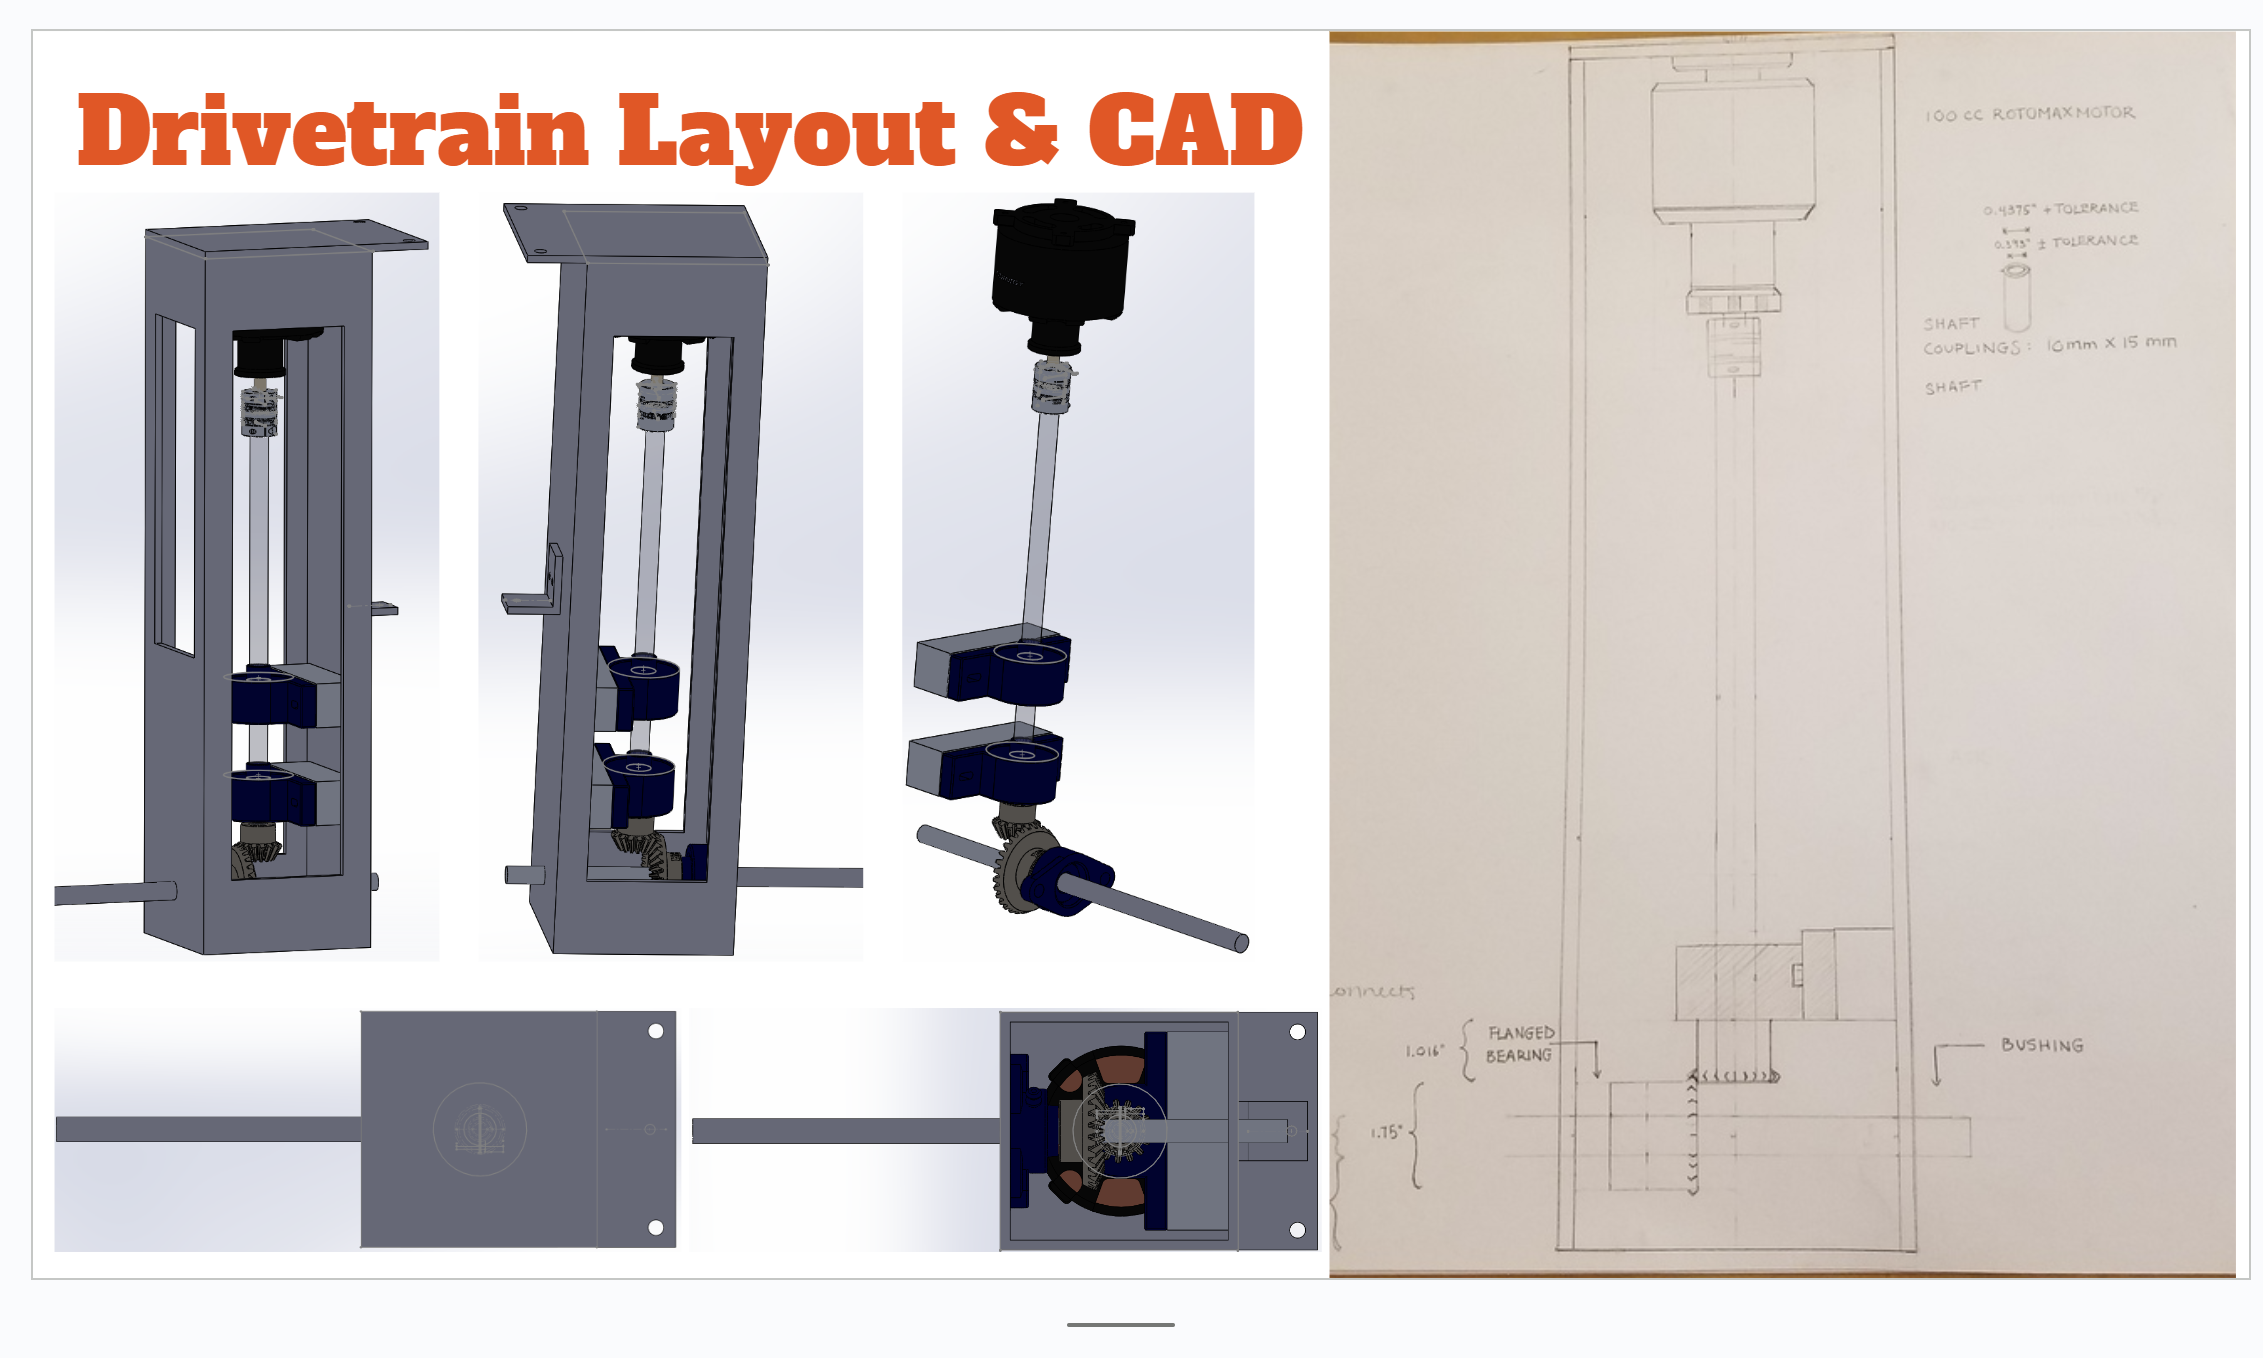 Drivetrain Layout & CAD
100 CC ROTOMAX MOTOR
0.4375" + TOLERANCE
0.393" ± TOLERANCE
SHAFT
COUPLINGS: 10mm X 15 mm
SHAFT
onnects
FLANGED
BEARING
1.016"
BUSHING
1.75"